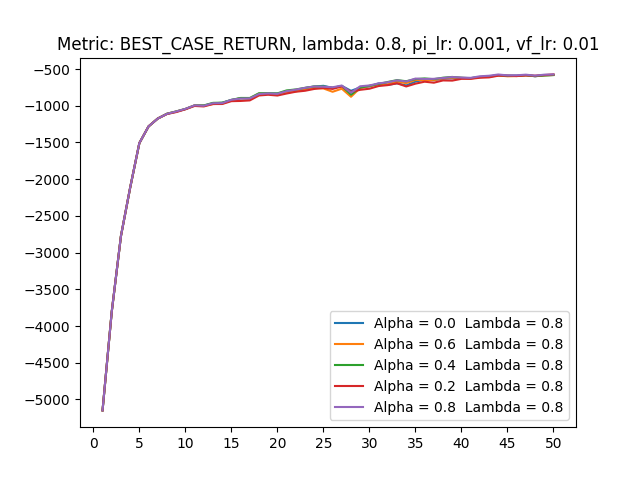 Metric: BEST_CASE_RETURN, lambda: 0.8, pi_lr: 0.001, vf_lr: 0.01
−500
−1000
−1500
−2000
−2500
−3000
−3500
−4000
−4500
−5000
Alpha = 0.0  Lambda = 0.8
Alpha = 0.6  Lambda = 0.8
Alpha = 0.4  Lambda = 0.8
Alpha = 0.2  Lambda = 0.8
Alpha = 0.8  Lambda = 0.8
0 5 10 15 20 25 30 35 40 45 50